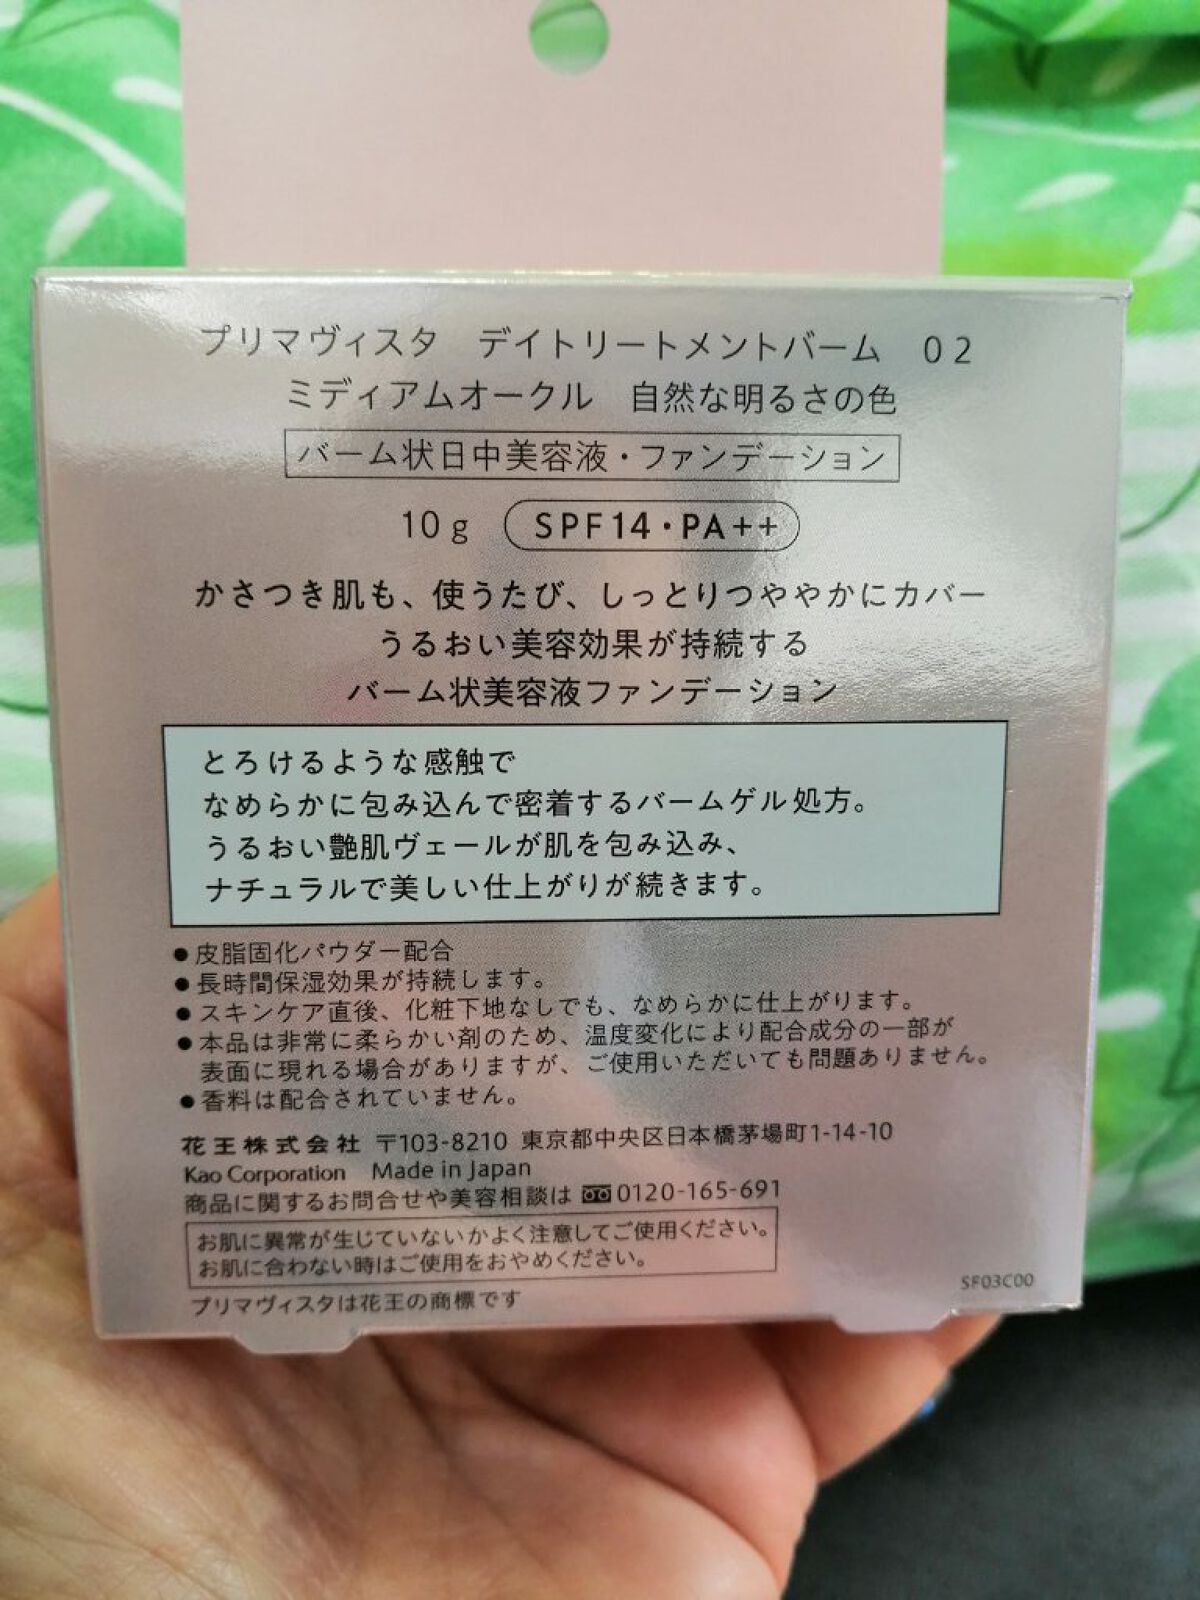 プリマヴィスタ デイトリートメントバーム 02
ミディアムオークル 自然な明るさの色
バーム状日中美容液・ファンデーション
10g SPF14・PA++
かさつき肌も、使うたび、しっとりつややかにカバー
うるおい美容効果が持続する
バーム状美容液ファンデーション
とろけるような感触で
なめらかに包み込んで密着するバームゲル処方。
うるおい艶肌ヴェールが肌を包み込み、
ナチュラルで美しい仕上がりが続きます。
●皮脂固化パウダー配合
●長時間保湿効果が持続します。
●スキンケア直後、化粧下地なしでも、なめらかに仕上がります。
●本品は非常に柔らかい剤のため、温度変化により配合成分の一部が
表面に現れる場合がありますが、ご使用いただいても問題ありません。
●香料は配合されていません。
花王株式会社 〒103-8210 東京都中央区日本橋茅場町1-14-10
Kao Corporation Made in Japan
商品に関するお問合せや美容相談は 0120-165-691
お肌に異常が生じていないかよく注意してご使用ください。
お肌に合わない時はご使用をおやめください。
プリマヴィスタは花王の商標です
SF03C00